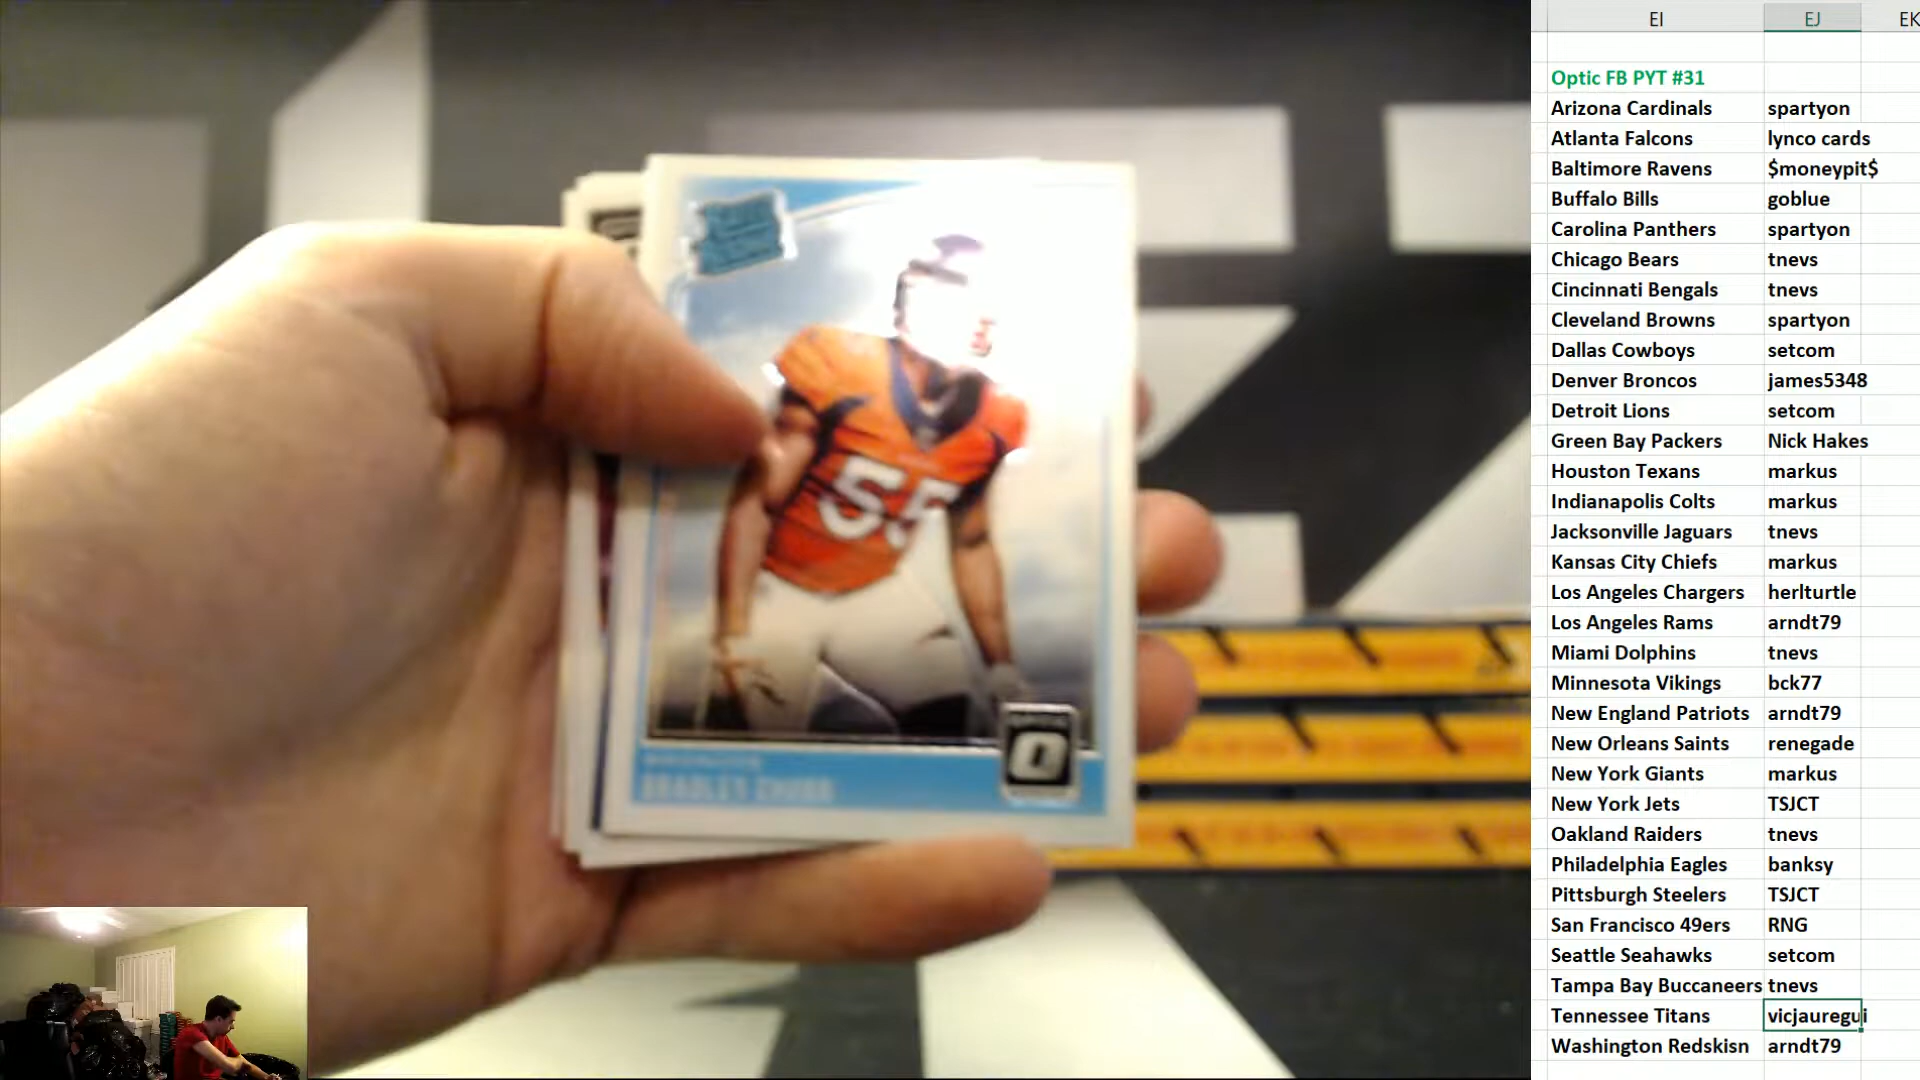 EI EJ EK
Optic FB PYT #31
Arizona Cardinals spartyon
Atlanta Falcons lynco cards
Baltimore Ravens $moneypit$
Buffalo Bills goblue
Carolina Panthers spartyon
Chicago Bears tnevs
Cincinnati Bengals tnevs
Cleveland Browns spartyon
Dallas Cowboys setcom
Denver Broncos james5348
Detroit Lions setcom
Green Bay Packers Nick Hakes
Houston Texans markus
Indianapolis Colts markus
Jacksonville Jaguars tnevs
Kansas City Chiefs markus
Los Angeles Chargers herlturtle
Los Angeles Rams arndt79
Miami Dolphins tnevs
Minnesota Vikings bck77
New England Patriots arndt79
New Orleans Saints renegade
New York Giants markus
New York Jets TSJCT
Oakland Raiders tnevs
Philadelphia Eagles banksy
Pittsburgh Steelers TSJCT
San Francisco 49ers RNG
Seattle Seahawks setcom
Tampa Bay Buccaneers tnevs
Tennessee Titans vicjauregui
Washington Redskisn arndt79
55
BRADLEY CHUBB
O